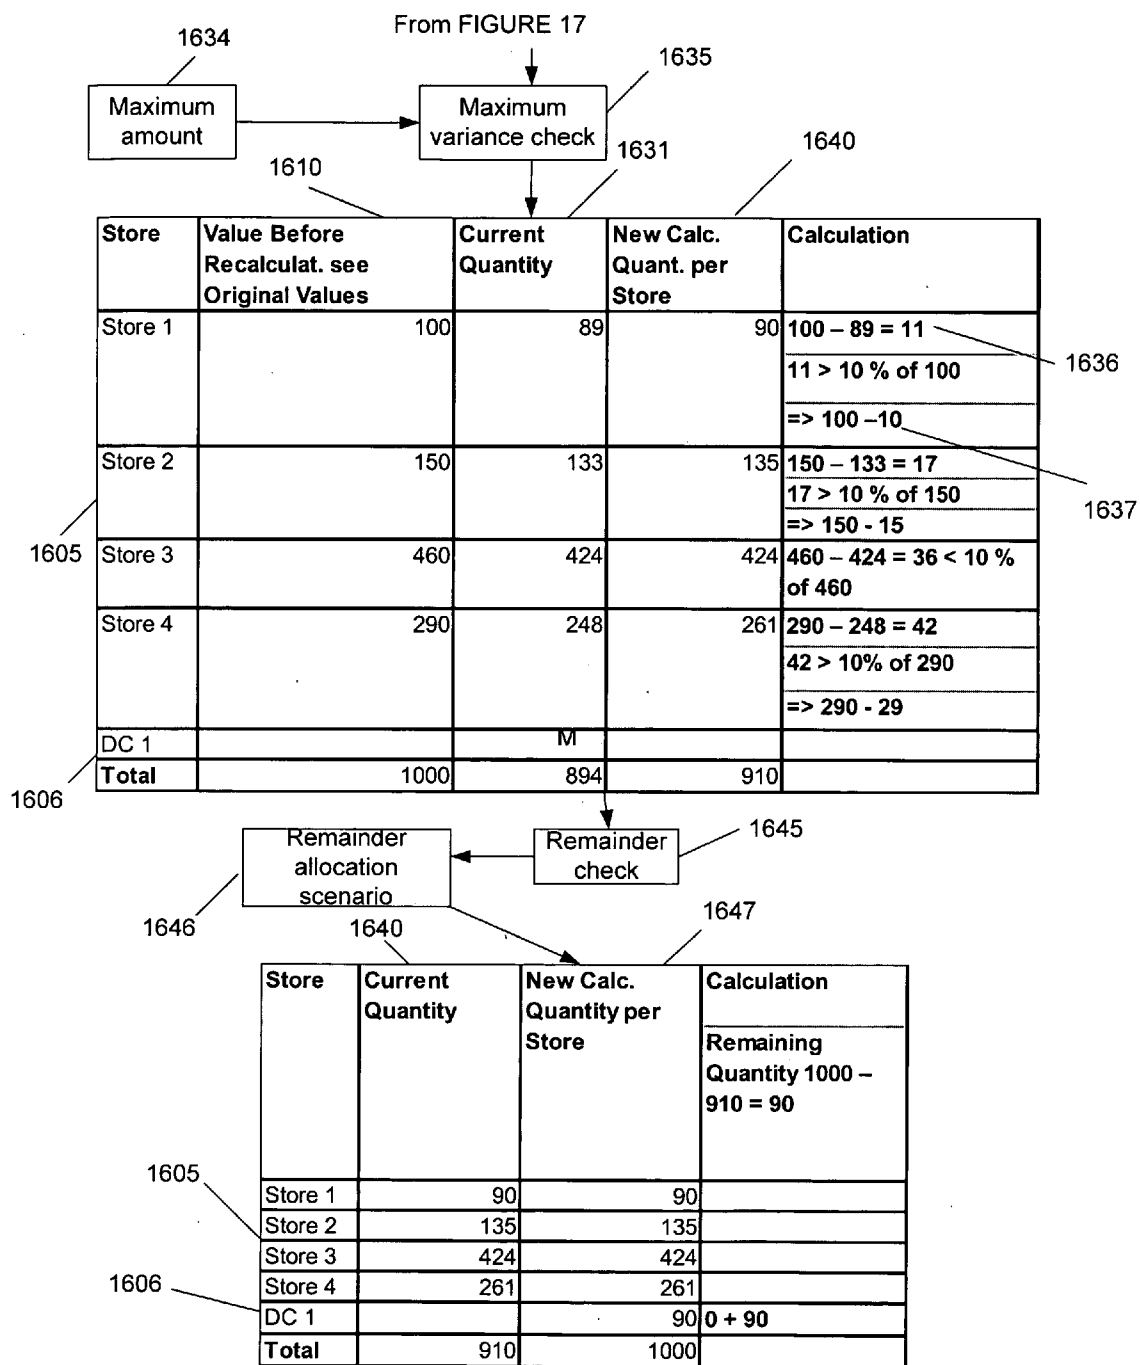 From FIGURE 17
1634
1635
Maximum
amount
Maximum
variance check
1610
1631
1640
Store
Value Before
Recalculat. see
Original Values
Current
Quantity
New Calc.
Quant. per
Store
Calculation
Store 1
100
89
90
100 – 89 = 11
11 > 10 % of 100
=> 100 –10
1636
Store 2
150
133
135
150 – 133 = 17
17 > 10 % of 150
=> 150 - 15
1637
1605
Store 3
460
424
424
460 – 424 = 36 < 10 %
of 460
Store 4
290
248
261
290 – 248 = 42
42 > 10% of 290
=> 290 - 29
DC 1
M
Total
1000
894
910
1606
Remainder
allocation
scenario
Remainder
check
1645
1646
1640
1647
Store
Current
Quantity
New Calc.
Quantity per
Store
Calculation
Remaining
Quantity 1000 –
910 = 90
1605
Store 1
90
90
Store 2
135
135
Store 3
424
424
Store 4
261
261
1606
DC 1
90
0 + 90
Total
910
1000